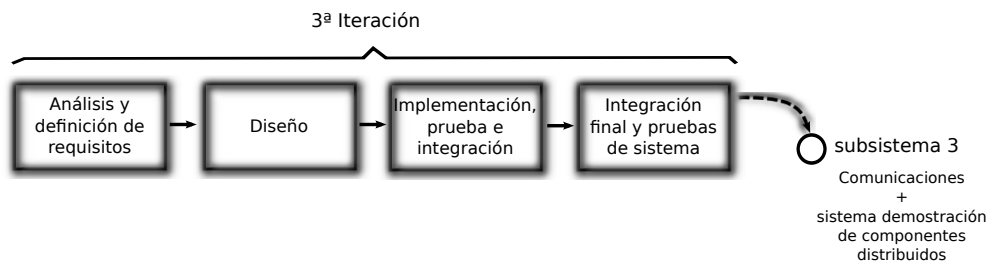 3ª Iteración
Análisis y
definición de
requisitos
Diseño
Implementación,
prueba e
integración
Integración
final y pruebas
de sistema
subsistema 3
Comunicaciones
+
sistema demostración
de componentes
distribuidos